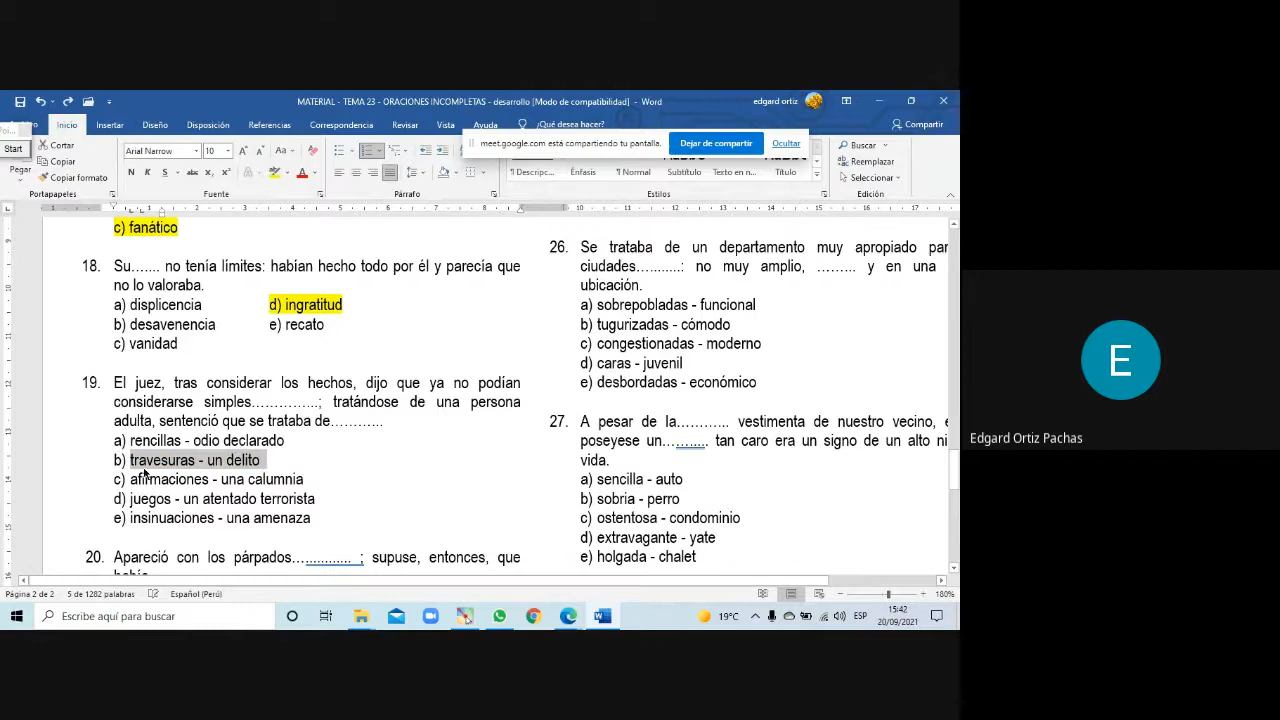 MATERIAL - TEMA 23 - ORACIONES INCOMPLETAS - desarrollo [Modo de compatibilidad] - Word
edgard ortiz
Inicio Insertar Diseño Disposición Referencias Correspondencia Revisar Vista Ayuda ¿Qué desea hacer? Compartir
Start
Pegar
Cortar
Copiar
Copiar formato
Portapapeles
Arial Narrow 10
Fuente
Párrafo
meet.google.com está compartiendo tu pantalla. Dejar de compartir Ocultar
¶ Descripc... Énfasis ¶ Normal Subtítulo Texto en n... Título
Estilos
Buscar
Reemplazar
Seleccionar
Edición
c) fanático
18. Su….... no tenía límites: habían hecho todo por él y parecía que
no lo valoraba.
a) displicencia d) ingratitud
b) desavenencia e) recato
c) vanidad
19. El juez, tras considerar los hechos, dijo que ya no podían
considerarse simples…………..; tratándose de una persona
adulta, sentenció que se trataba de………..
a) rencillas - odio declarado
b) travesuras - un delito
c) afirmaciones - una calumnia
d) juegos - un atentado terrorista
e) insinuaciones - una amenaza
20. Apareció con los párpados…............ ; supuse, entonces, que
26. Se trataba de un departamento muy apropiado par
ciudades….......: no muy amplio, ……... y en una
ubicación.
a) sobrepobladas - funcional
b) tugurizadas - cómodo
c) congestionadas - moderno
d) caras - juvenil
e) desbordadas - económico
27. A pesar de la……….. vestimenta de nuestro vecino, e
poseyese un……..... tan caro era un signo de un alto ni
vida.
a) sencilla - auto
b) sobria - perro
c) ostentosa - condominio
d) extravagante - yate
e) holgada - chalet
Página 2 de 2 5 de 1282 palabras Español (Perú) 180%
Escribe aquí para buscar
19°C ESP 15:42
20/09/2021
E
Edgard Ortiz Pachas